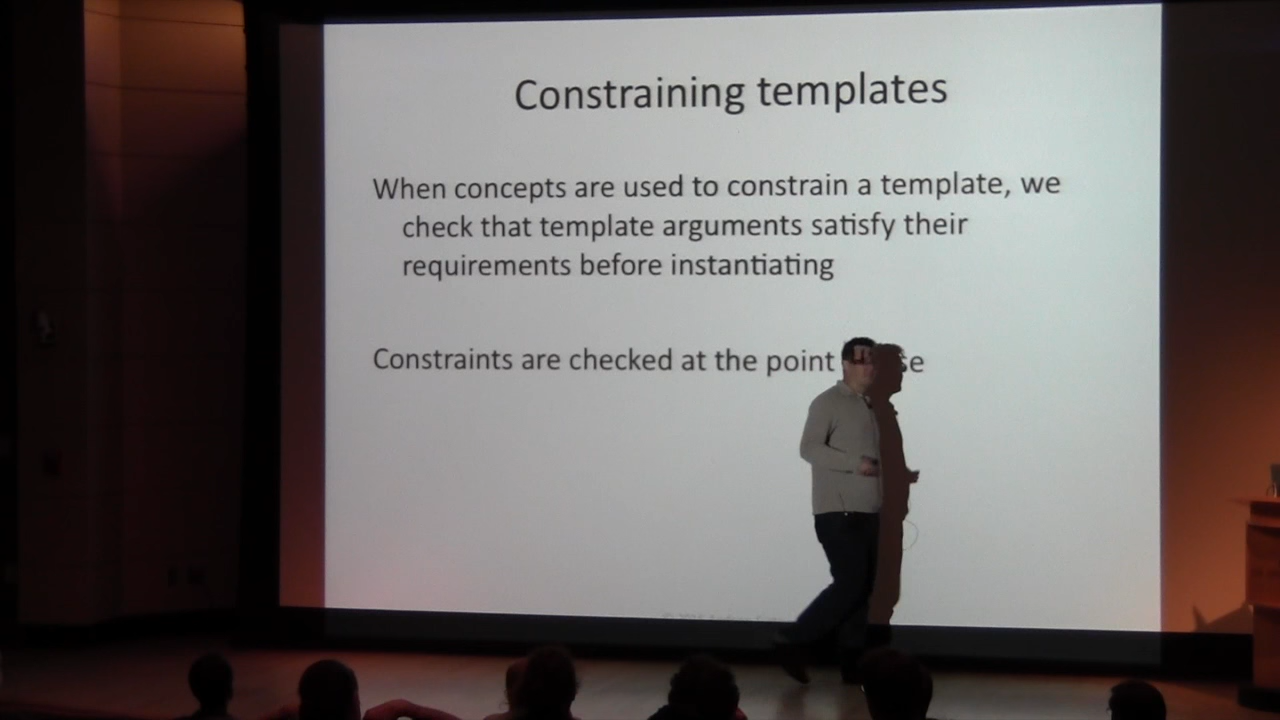 Constraining templates
When concepts are used to constrain a template, we
check that template arguments satisfy their
requirements before instantiating
Constraints are checked at the point